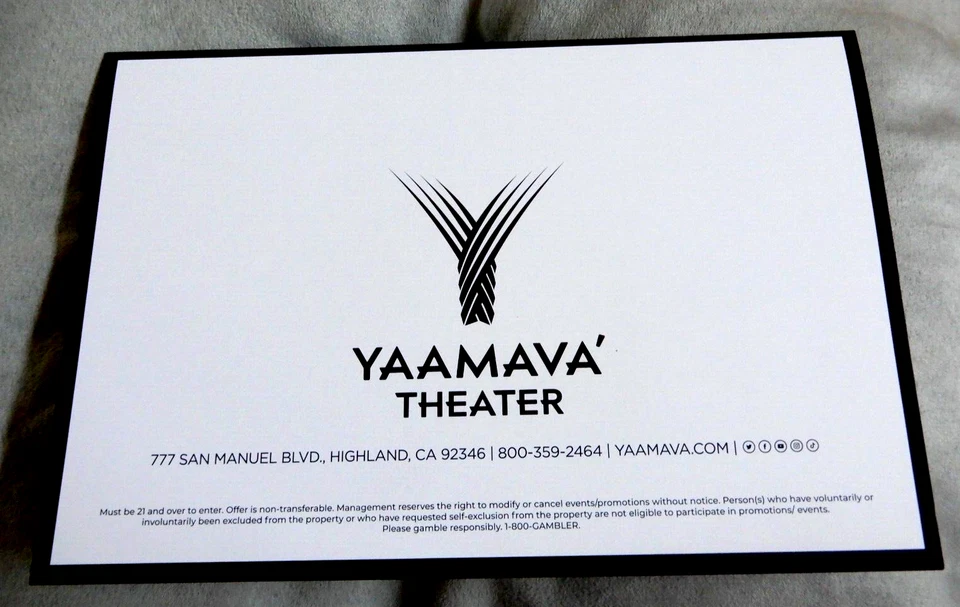 YAAMAVA'
THEATER
777 SAN MANUEL BLVD., HIGHLAND, CA 92346 | 800-359-2464 | YAAMAVA.COM |
Must be 21 and over to enter. Offer is non-transferable. Management reserves the right to modify or cancel events/promotions without notice. Person(s) who have voluntarily or
involuntarily been excluded from the property or who have requested self-exclusion from the property are not eligible to participate in promotions/ events.
Please gamble responsibly. 1-800-GAMBLER.